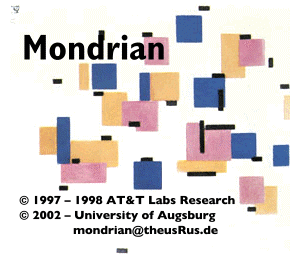 Mondrian
© 1997 – 1998 AT&T Labs Research
© 2002 – University of Augsburg
mondrian@theusRus.de